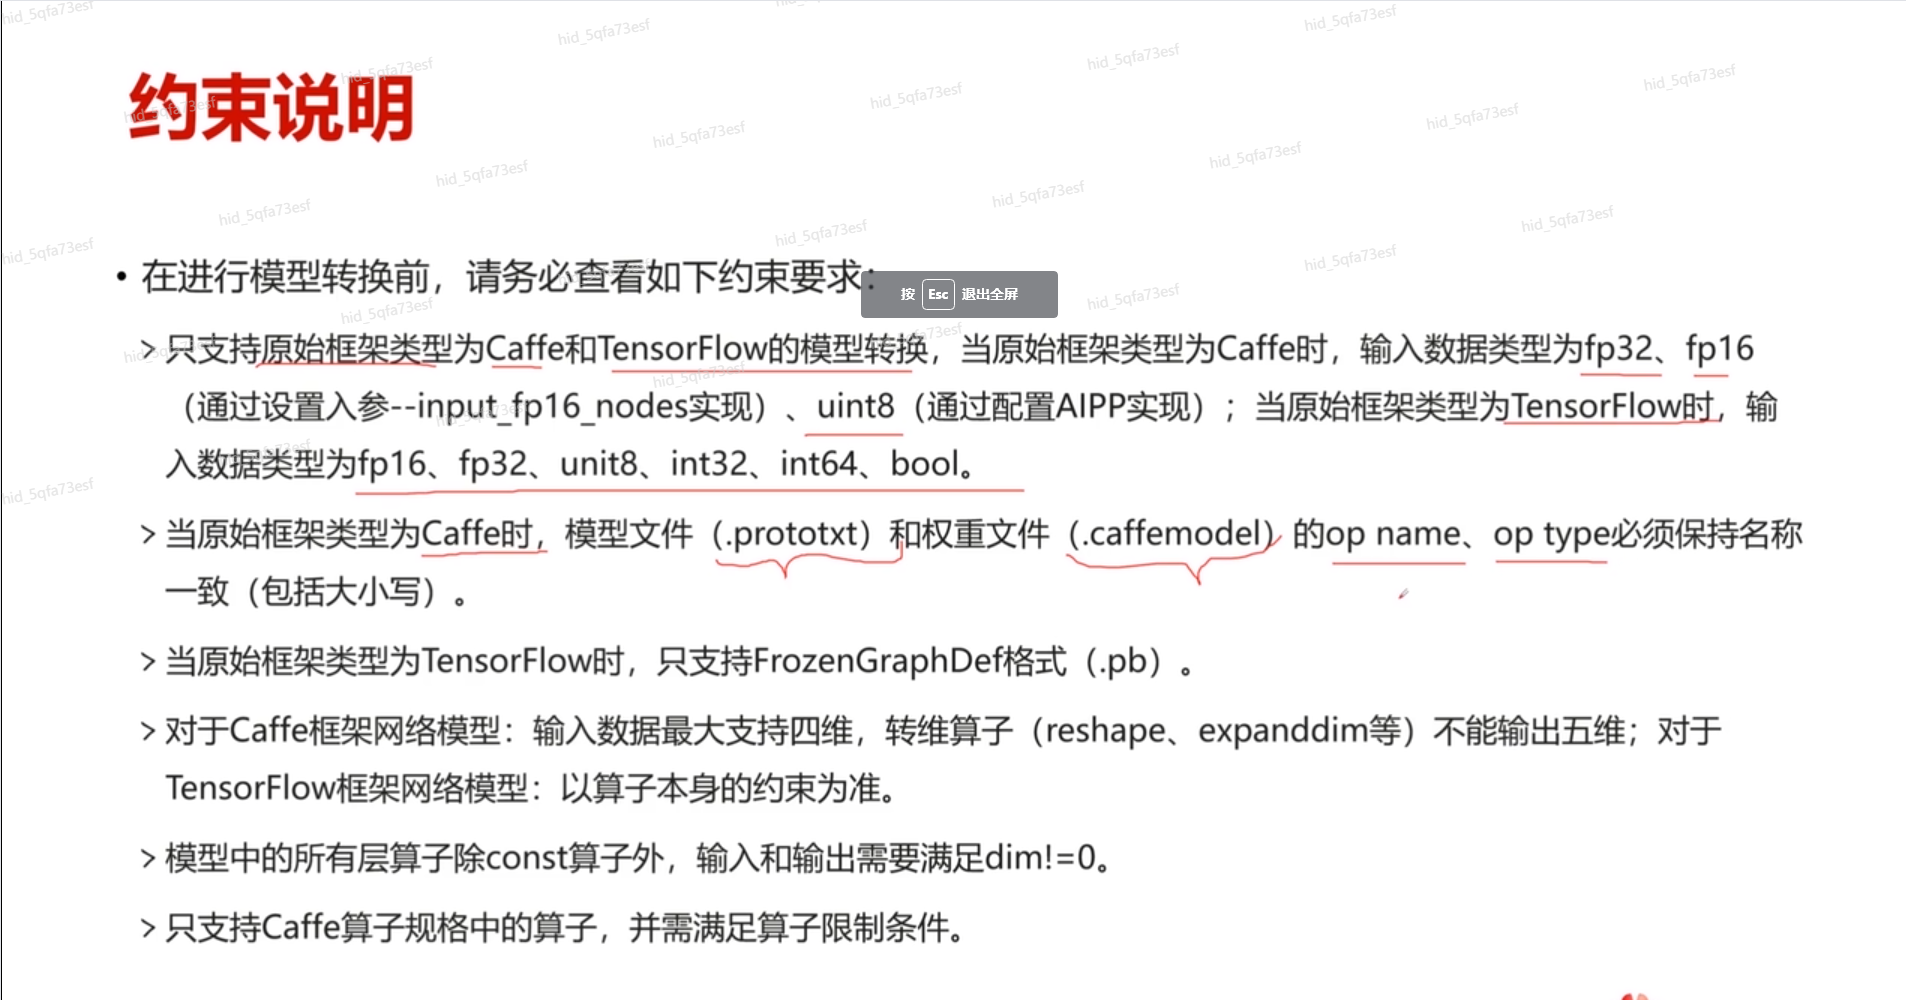 约束说明
• 在进行模型转换前，请务必查看如下约束要求：
按 Esc 退出全屏
> 只支持原始框架类型为Caffe和TensorFlow的模型转换，当原始框架类型为Caffe时，输入数据类型为fp32、fp16
（通过设置入参--input_fp16_nodes实现）、uint8（通过配置AIPP实现）；当原始框架类型为TensorFlow时，输
入数据类型为fp16、fp32、unit8、int32、int64、bool。
> 当原始框架类型为Caffe时，模型文件（.prototxt）和权重文件（.caffemodel）的op name、op type必须保持名称
一致（包括大小写）。
> 当原始框架类型为TensorFlow时，只支持FrozenGraphDef格式（.pb）。
> 对于Caffe框架网络模型：输入数据最大支持四维，转维算子（reshape、expanddim等）不能输出五维；对于
TensorFlow框架网络模型：以算子本身的约束为准。
> 模型中的所有层算子除const算子外，输入和输出需要满足dim!=0。
> 只支持Caffe算子规格中的算子，并需满足算子限制条件。
hid_5qfa73esf